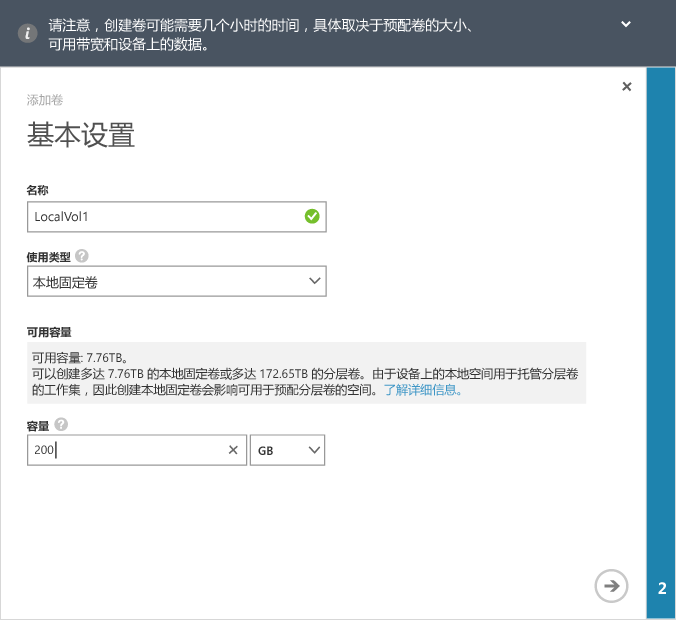 请注意，创建卷可能需要几个小时的时间，具体取决于预配卷的大小、
可用带宽和设备上的数据。
添加卷
基本设置
名称
LocalVol1
使用类型
本地固定卷
可用容量
可用容量: 7.76TB。
可以创建多达 7.76TB 的本地固定卷或多达 172.65TB 的分层卷。由于设备上的本地空间用于托管分层卷
的工作集，因此创建本地固定卷会影响可用于预配分层卷的空间。了解详细信息。
容量
200
GB
2